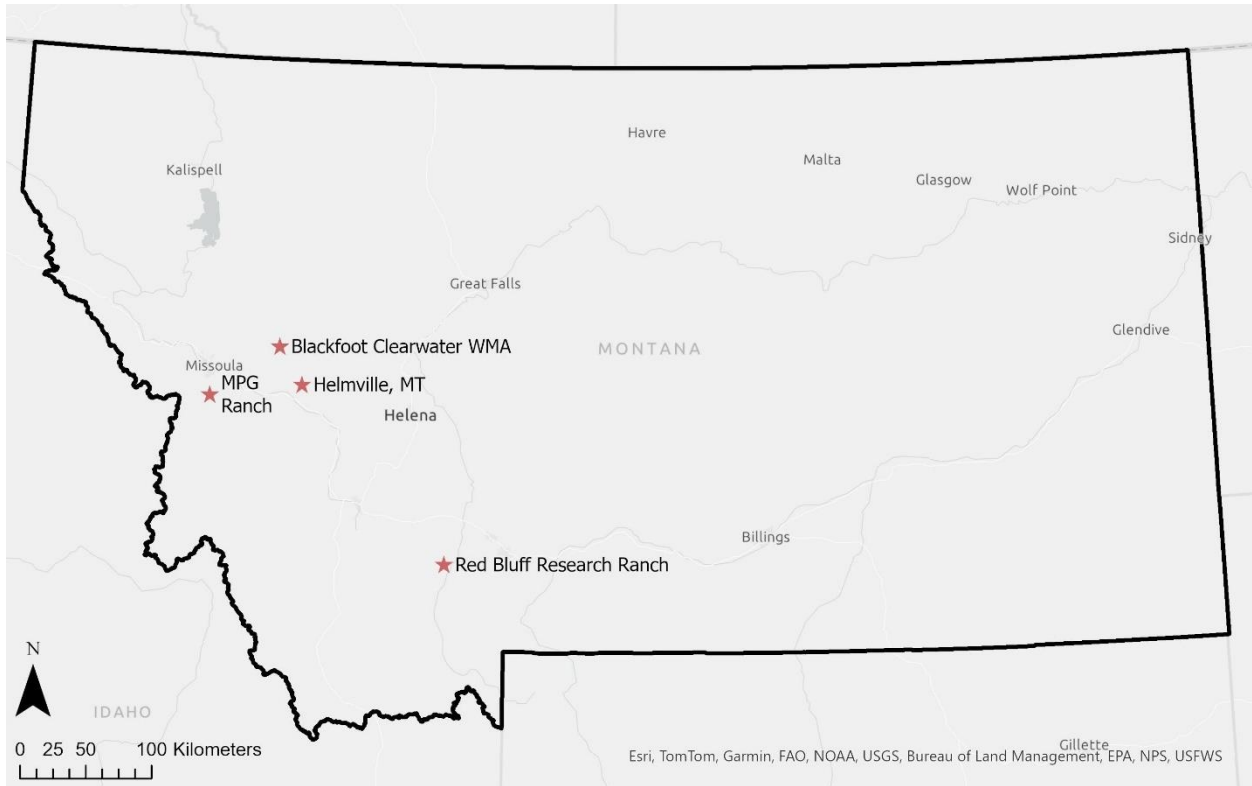 Havre
Malta
Kalispell
Glasgow
Wolf Point
Sidney
Great Falls
Glendive
Blackfoot Clearwater WMA
MONTANA
Missoula
MPG
Ranch
Helmville, MT
Helena
Billings
Red Bluff Research Ranch
N
IDAHO
0 25 50 100 Kilometers
Gillette
Esri, TomTom, Garmin, FAO, NOAA, USGS, Bureau of Land Management, EPA, NPS, USFWS